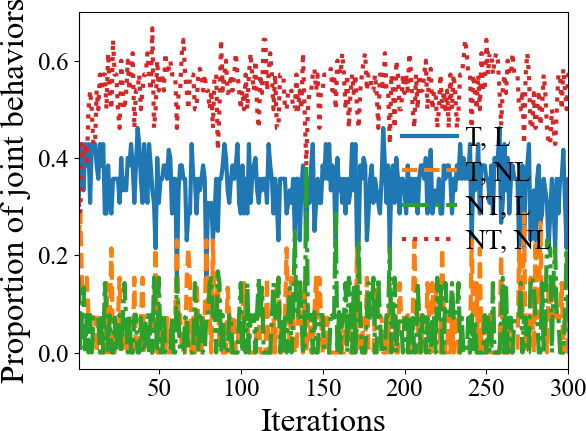 Proportion of joint behaviors
0.6
0.4
0.2
0.0
T, L
T, NL
NT, L
NT, NL
50
100
150
200
250
300
Iterations